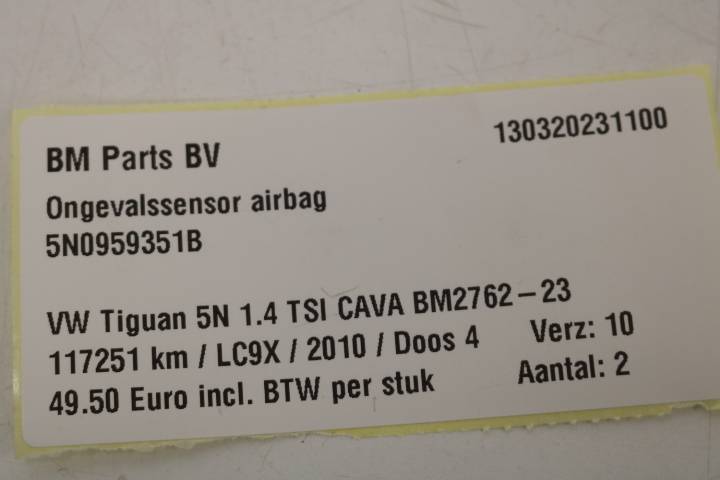 BM Parts BV
130320231100
Ongevalssensor airbag
5N0959351B
VW Tiguan 5N 1.4 TSI CAVA BM2762-23
117251 km / LC9X / 2010 / Doos 4 Verz: 10
49.50 Euro incl. BTW per stuk Aantal: 2